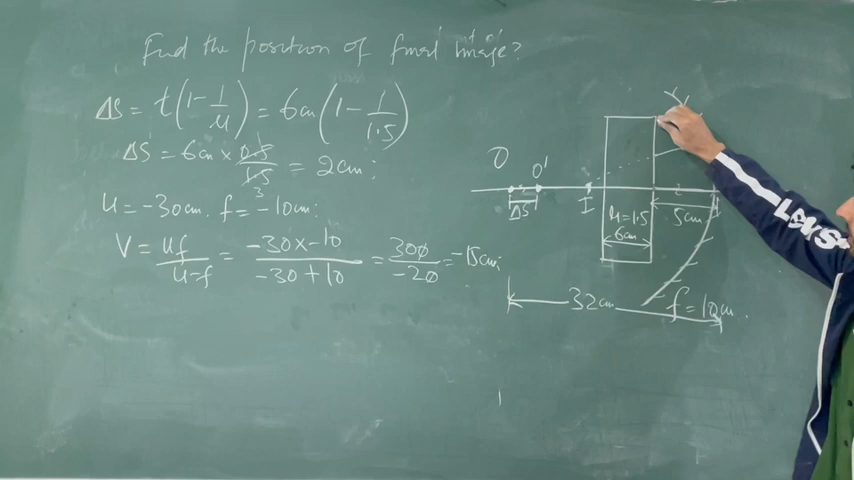 Find the position of final image?
ΔS = t(1 - 1/μ) = 6cm(1 - 1/1.5)
ΔS = 6cm × 0.5/1.5 = 2cm;
3
u = -30cm. f = -10cm;
V = uf/u-f = -30×-10/-30+10 = 300/-20 = -15cm;
O
O'
ΔS
I
μ=1.5
6cm
5cm
32cm
f=10cm.
LEVI'S